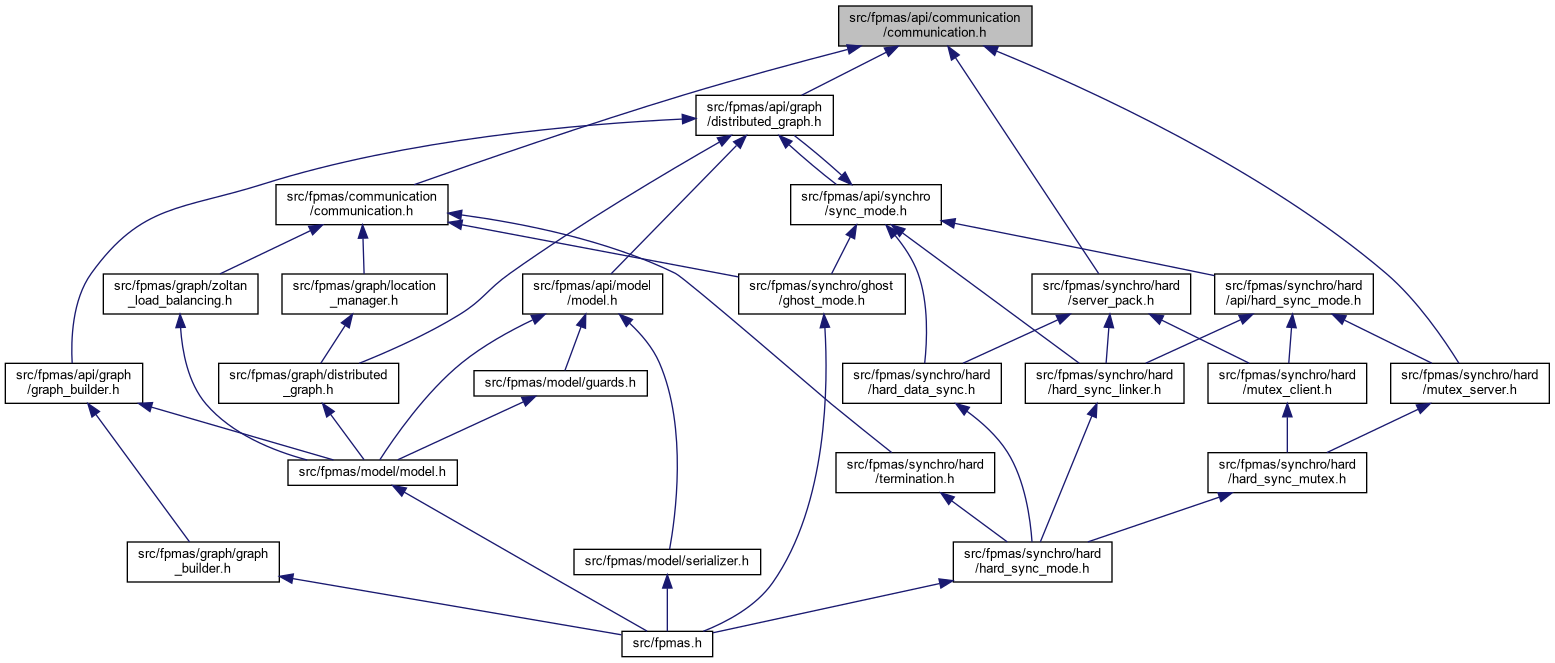 src/fpmas/api/communication
/communication.h
src/fpmas/api/graph
/distributed_graph.h
src/fpmas/communication
/communication.h
src/fpmas/api/synchro
/sync_mode.h
src/fpmas/graph/zoltan
_load_balancing.h
src/fpmas/graph/location
_manager.h
src/fpmas/api/model
/model.h
src/fpmas/synchro/ghost
/ghost_mode.h
src/fpmas/synchro/hard
/server_pack.h
src/fpmas/synchro/hard
/api/hard_sync_mode.h
src/fpmas/api/graph
/graph_builder.h
src/fpmas/graph/distributed
_graph.h
src/fpmas/model/guards.h
src/fpmas/synchro/hard
/hard_data_sync.h
src/fpmas/synchro/hard
/hard_sync_linker.h
src/fpmas/synchro/hard
/mutex_client.h
src/fpmas/synchro/hard
/mutex_server.h
src/fpmas/model/model.h
src/fpmas/synchro/hard
/termination.h
src/fpmas/synchro/hard
/hard_sync_mutex.h
src/fpmas/graph/graph
_builder.h
src/fpmas/model/serializer.h
src/fpmas/synchro/hard
/hard_sync_mode.h
src/fpmas.h